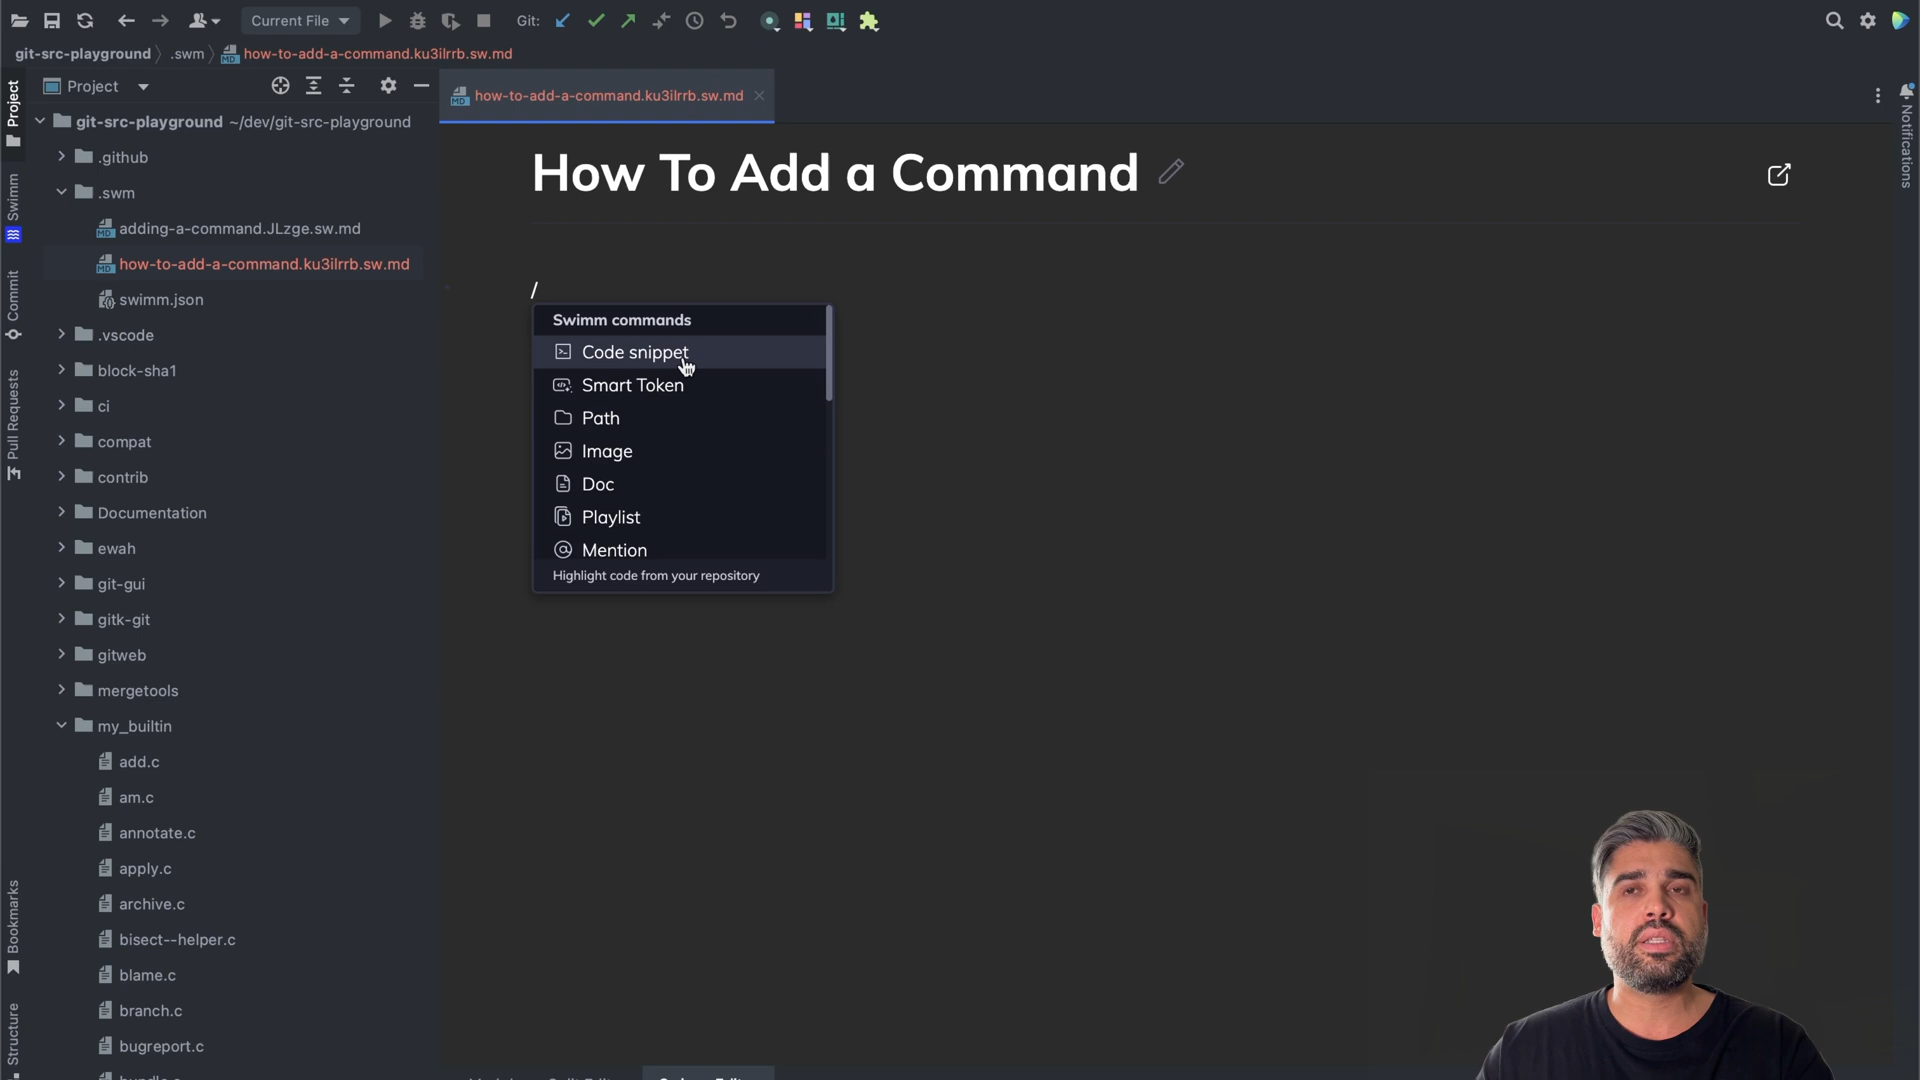 Current File
Git:
git-src-playground
.swm
how-to-add-a-command.ku3ilrrb.sw.md
Project
how-to-add-a-command.ku3ilrrb.sw.md
Project
Swimm
Commit
Pull Requests
Bookmarks
Structure
Notifications
git-src-playground ~/dev/git-src-playground
.github
.swm
adding-a-command.JLzge.sw.md
how-to-add-a-command.ku3ilrrb.sw.md
swimm.json
.vscode
block-sha1
ci
compat
contrib
Documentation
ewah
git-gui
gitk-git
gitweb
mergetools
my_builtin
add.c
am.c
annotate.c
apply.c
archive.c
bisect--helper.c
blame.c
branch.c
bugreport.c
How To Add a Command
/
Swimm commands
Code snippet
Smart Token
Path
Image
Doc
Playlist
Mention
Highlight code from your repository